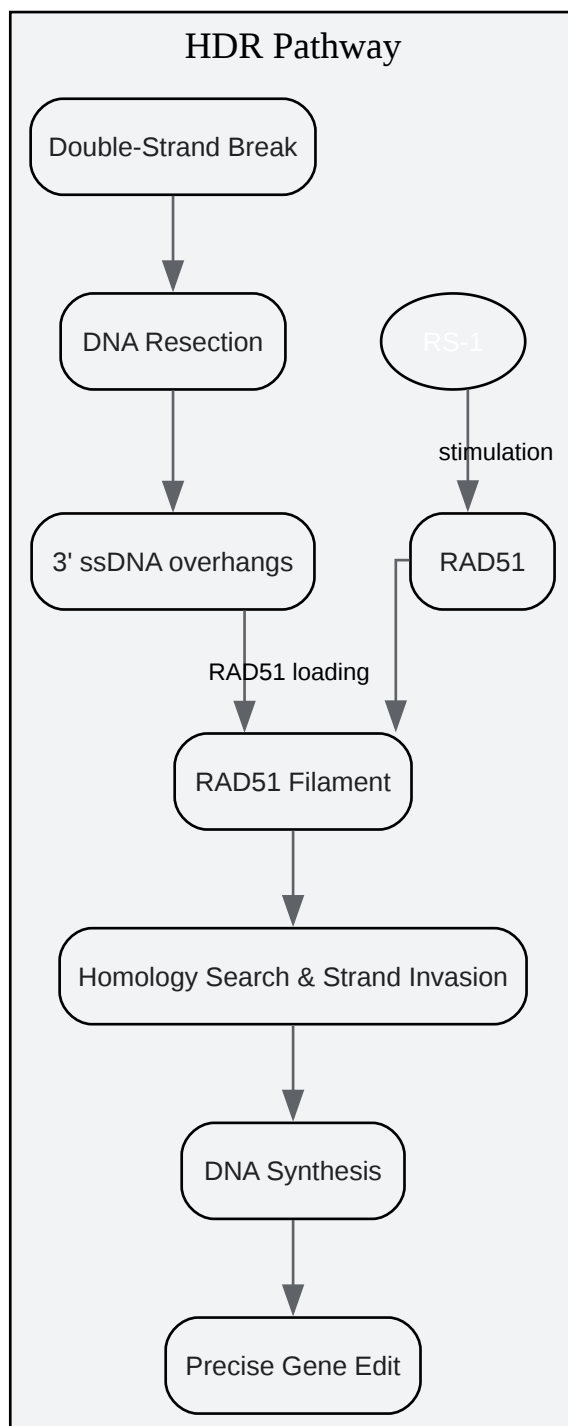 HDR Pathway
Double-Strand Break
DNA Resection
RS-1
stimulation
3' ssDNA overhangs
RAD51
RAD51 loading
RAD51 Filament
Homology Search & Strand Invasion
DNA Synthesis
Precise Gene Edit